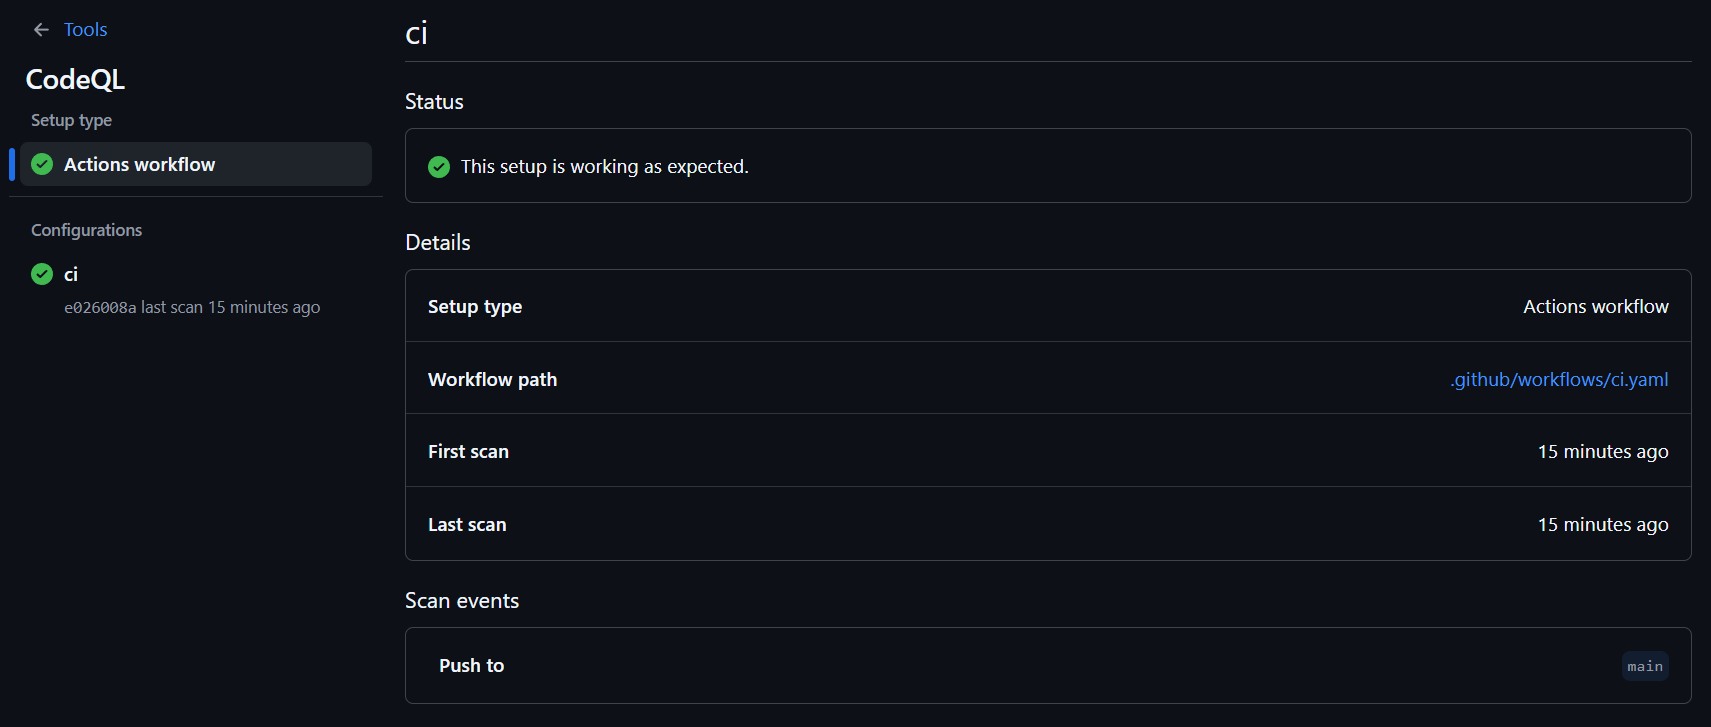 Tools
CodeQL
Setup type
Actions workflow
Configurations
ci
e026008a last scan 15 minutes ago
ci
Status
This setup is working as expected.
Details
Setup type Actions workflow
Workflow path .github/workflows/ci.yaml
First scan 15 minutes ago
Last scan 15 minutes ago
Scan events
Push to main